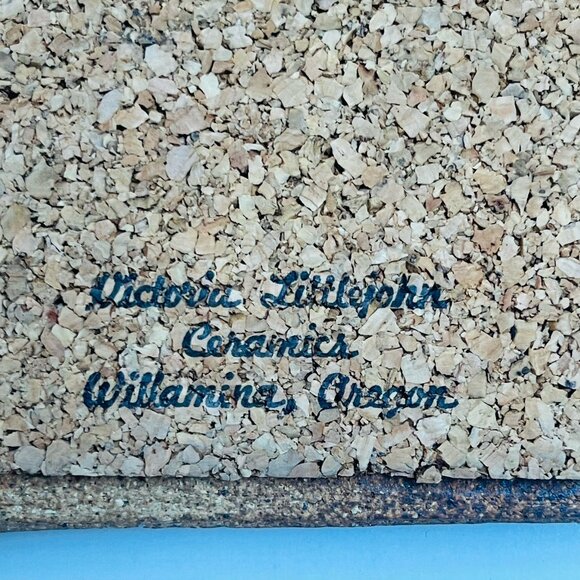 Victoria Littlejohn
Ceramics
Willamina, Oregon